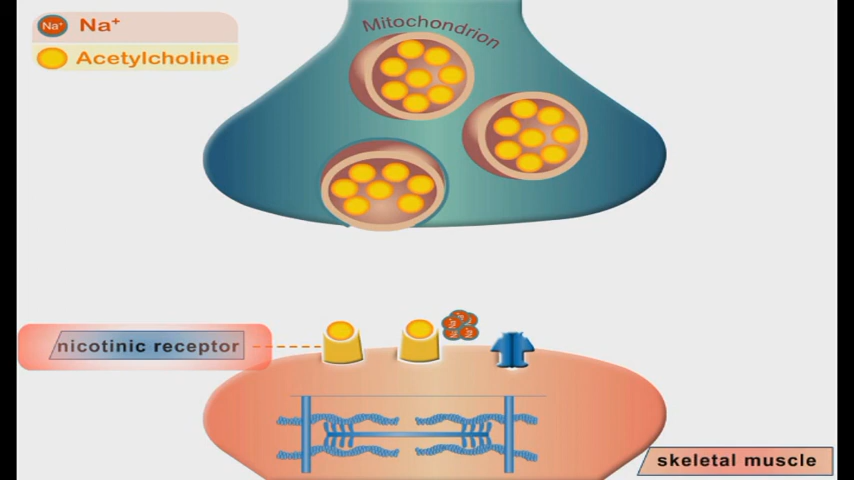 Na⁺ Na⁺
Acetylcholine
Mitochondrion
nicotinic receptor
skeletal muscle